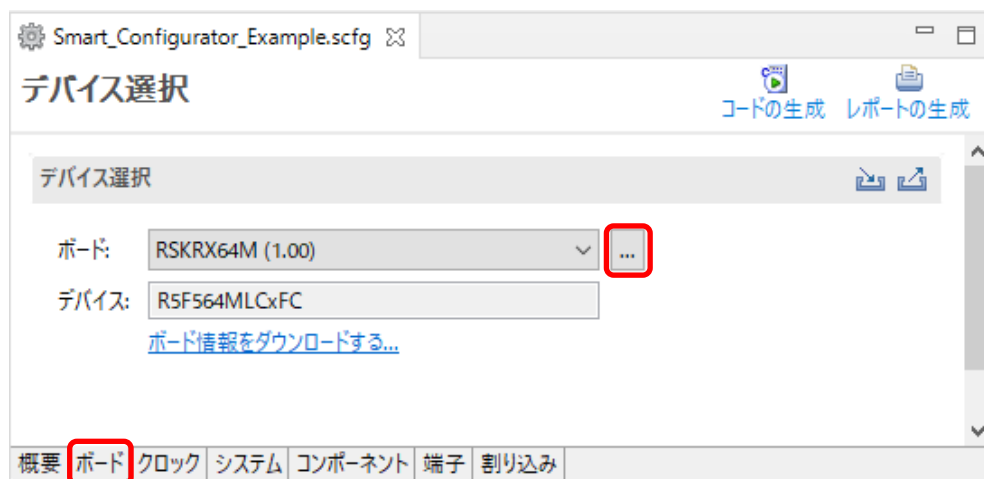 Smart_Configurator_Example.scfg
デバイス選択
コードの生成 レポートの生成
デバイス選択
ボード: RSKRX64M (1.00) ...
デバイス: R5F564MLCxFC
ボード情報をダウンロードする...
概要 ボード クロック システム コンポーネント 端子 割り込み